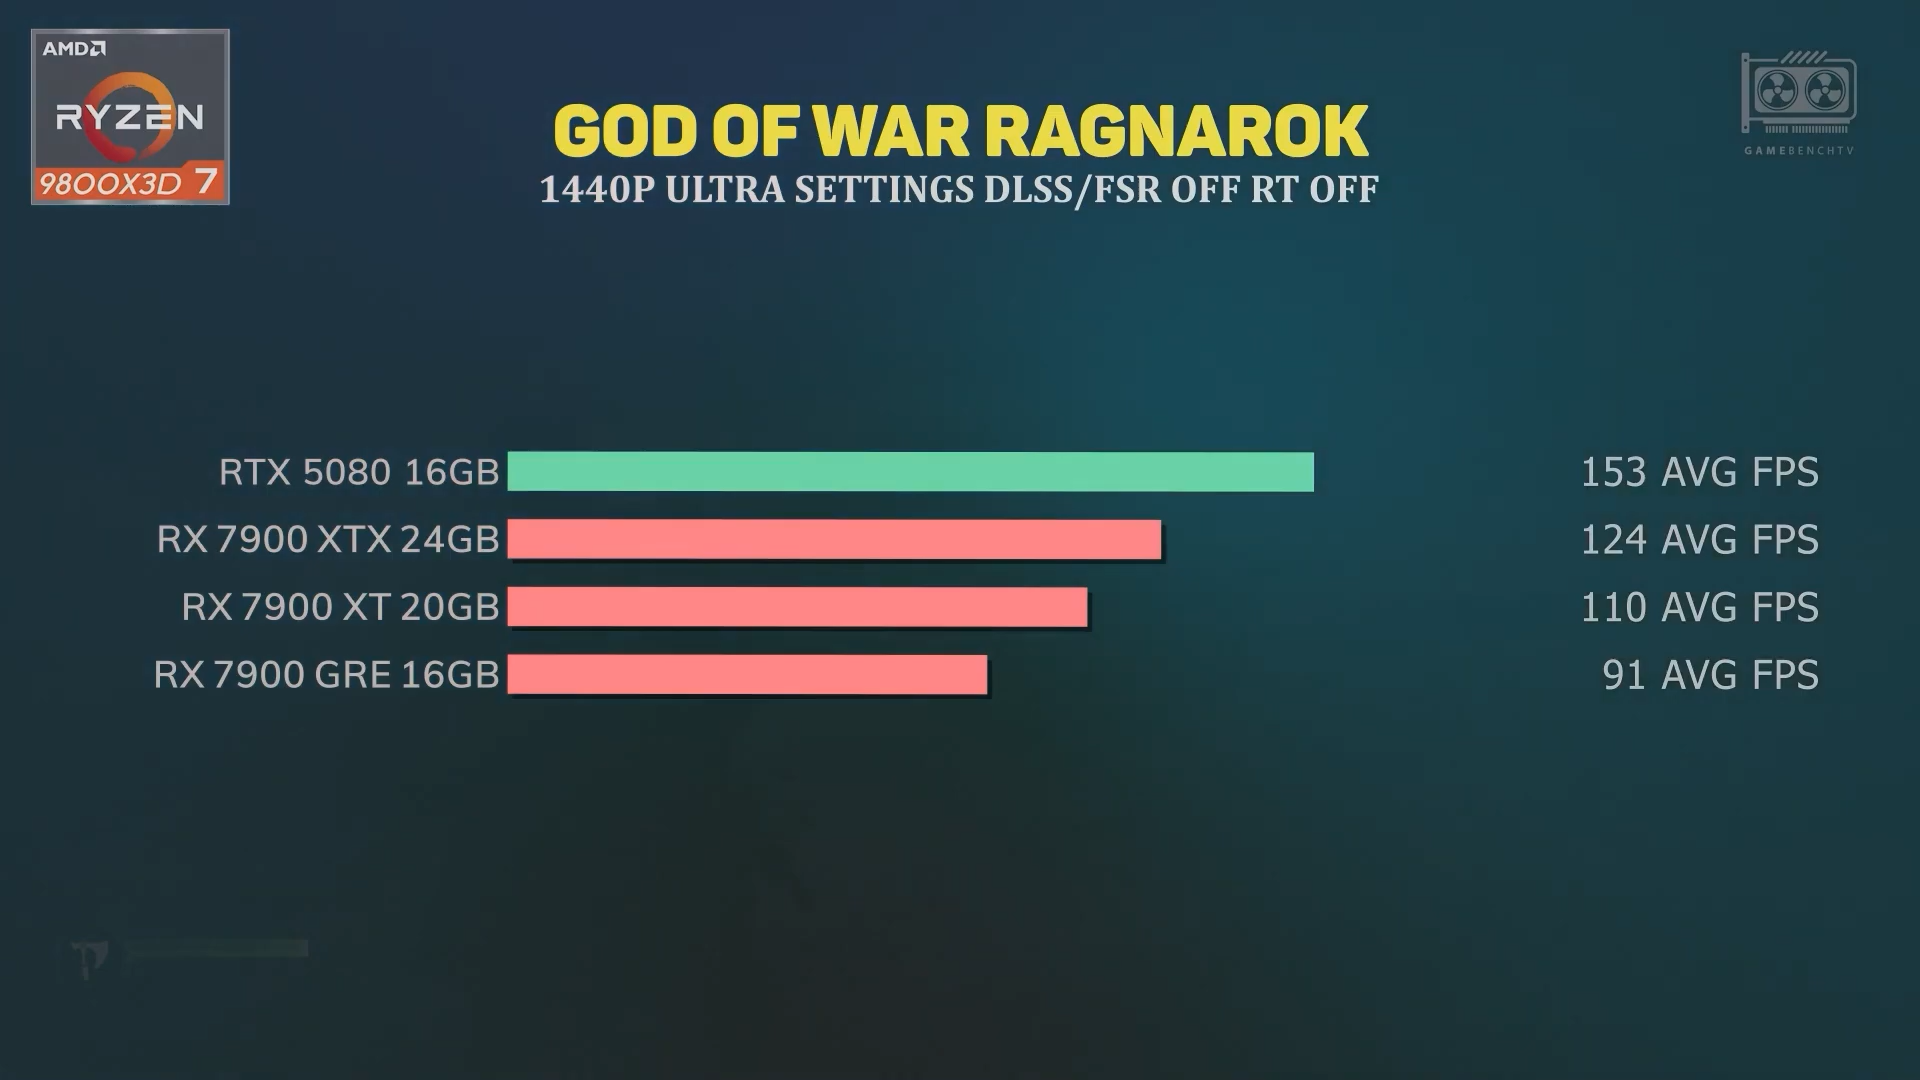 AMD
RYZEN
9800X3D 7
GOD OF WAR RAGNAROK
1440P ULTRA SETTINGS DLSS/FSR OFF RT OFF
GAMEBENCHTV
RTX 5080 16GB 153 AVG FPS
RX 7900 XTX 24GB 124 AVG FPS
RX 7900 XT 20GB 110 AVG FPS
RX 7900 GRE 16GB 91 AVG FPS